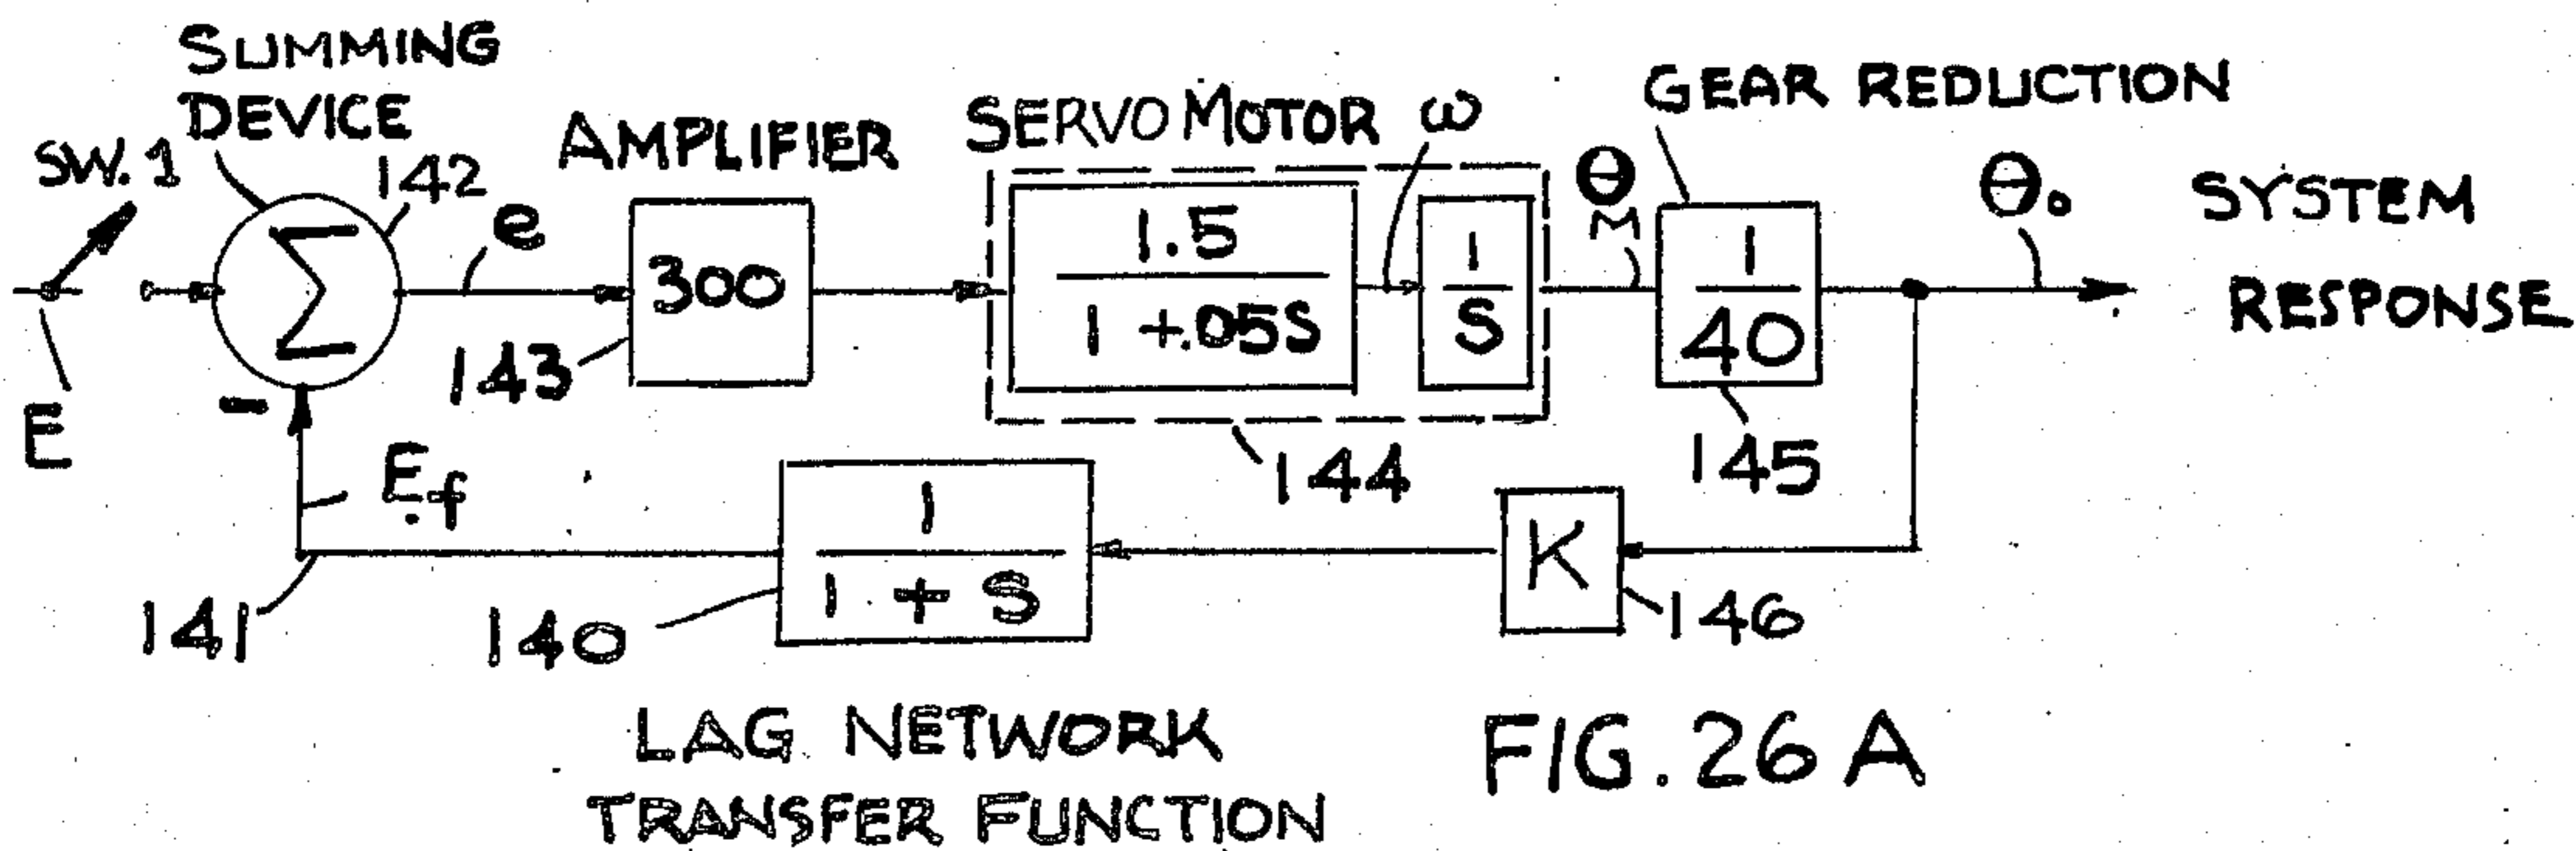 SUMMING
DEVICE
SW. 1
142
e
AMPLIFIER
SERVO MOTOR
ω
GEAR REDUCTION
Θ
M
Θ.
SYSTEM
RESPONSE
E
Σ
300
1.5
1 +.05S
1
S
1
40
143
144
145
-
E.f
1
1 + S
K
141
140
146
LAG NETWORK
TRANSFER FUNCTION
FIG. 26 A